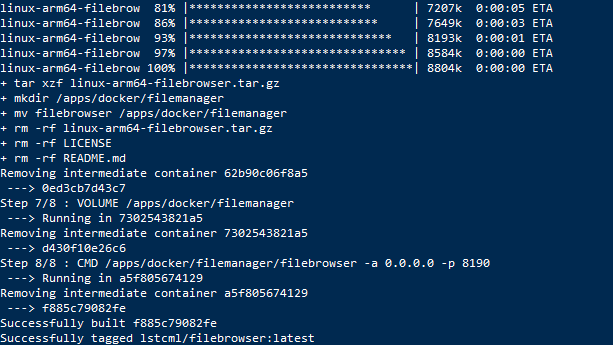 linux-arm64-filebrow  81% |**************************      |  7207k  0:00:05 ETA
linux-arm64-filebrow  86% |***************************     |  7649k  0:00:03 ETA
linux-arm64-filebrow  93% |*****************************   |  8193k  0:00:01 ETA
linux-arm64-filebrow  97% |******************************* |  8584k  0:00:00 ETA
linux-arm64-filebrow 100% |********************************|  8804k  0:00:00 ETA
+ tar xzf linux-arm64-filebrowser.tar.gz
+ mkdir /apps/docker/filemanager
+ mv filebrowser /apps/docker/filemanager
+ rm -rf linux-arm64-filebrowser.tar.gz
+ rm -rf LICENSE
+ rm -rf README.md
Removing intermediate container 62b90c06f8a5
 ---> 0ed3cb7d43c7
Step 7/8 : VOLUME /apps/docker/filemanager
 ---> Running in 7302543821a5
Removing intermediate container 7302543821a5
 ---> d430f10e26c6
Step 8/8 : CMD /apps/docker/filemanager/filebrowser -a 0.0.0.0 -p 8190
 ---> Running in a5f805674129
Removing intermediate container a5f805674129
 ---> f885c79082fe
Successfully built f885c79082fe
Successfully tagged lstcml/filebrowser:latest